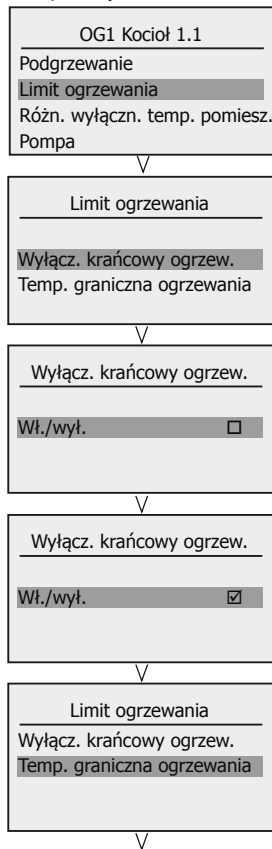 OG1 Kocioł 1.1
Podgrzewanie
Limit ogrzewania
Różn. wyłączn. temp. pomiesz.
Pompa
Limit ogrzewania
Wyłącz. krańcowy ogrzew.
Temp. graniczna ogrzewania
Wyłącz. krańcowy ogrzew.
Wł./wył. ☐
Wyłącz. krańcowy ogrzew.
Wł./wył. ☑
Limit ogrzewania
Wyłącz. krańcowy ogrzew.
Temp. graniczna ogrzewania